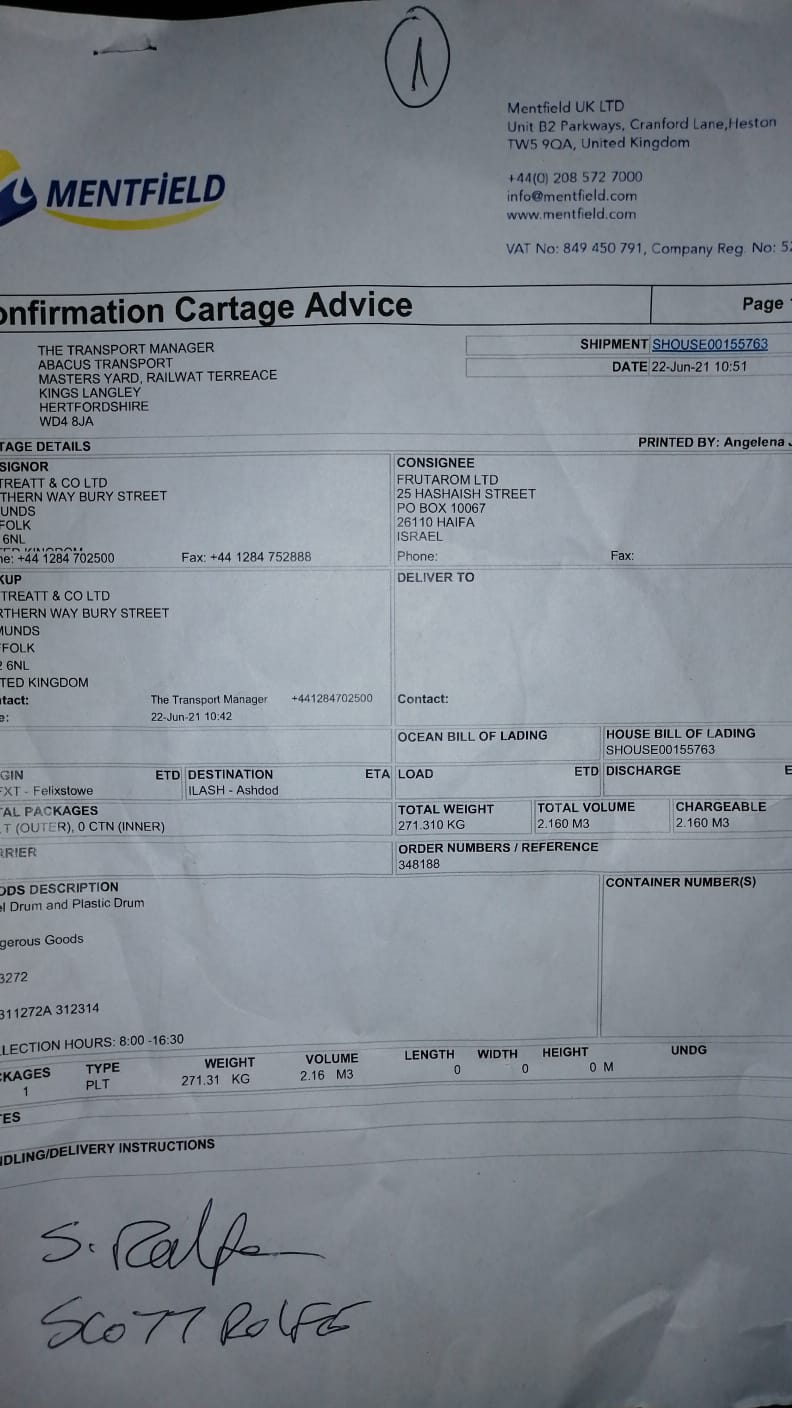 1
Mentfield UK LTD
Unit B2 Parkways, Cranford Lane,Heston
TW5 9QA, United Kingdom
+44(0) 208 572 7000
info@mentfield.com
www.mentfield.com
VAT No: 849 450 791, Company Reg. No: 52
MENTFiELD
onfirmation Cartage Advice Page
THE TRANSPORT MANAGER
ABACUS TRANSPORT
MASTERS YARD, RAILWAT TERREACE
KINGS LANGLEY
HERTFORDSHIRE
WD4 8JA
SHIPMENT SHOUSE00155763
DATE 22-Jun-21 10:51
TAGE DETAILS PRINTED BY: Angelena
SIGNOR
TREATT & CO LTD
THERN WAY BURY STREET
UNDS
FOLK
6NL
ne: +44 1284 702500 Fax: +44 1284 752888
CONSIGNEE
FRUTAROM LTD
25 HASHAISH STREET
PO BOX 10067
26110 HAIFA
ISRAEL
Phone: Fax:
KUP
TREATT & CO LTD
RTHERN WAY BURY STREET
MUNDS
FFOLK
2 6NL
TED KINGDOM
ntact: The Transport Manager +441284702500
e: 22-Jun-21 10:42
DELIVER TO
Contact:
OCEAN BILL OF LADING
HOUSE BILL OF LADING
SHOUSE00155763
GIN ETD DESTINATION ETA LOAD ETD DISCHARGE E
FXT - Felixstowe ILASH - Ashdod
AL PACKAGES TOTAL WEIGHT TOTAL VOLUME CHARGEABLE
T (OUTER), 0 CTN (INNER) 271.310 KG 2.160 M3 2.160 M3
RRIER ORDER NUMBERS / REFERENCE
348188
ODS DESCRIPTION CONTAINER NUMBER(S)
el Drum and Plastic Drum
gerous Goods
3272
311272A 312314
LECTION HOURS: 8:00 -16:30
KAGES TYPE WEIGHT VOLUME LENGTH WIDTH HEIGHT UNDG
1 PLT 271.31 KG 2.16 M3 0 0 0 M
ES
NDLING/DELIVERY INSTRUCTIONS
S. Rolfe
SCOTT ROLFE